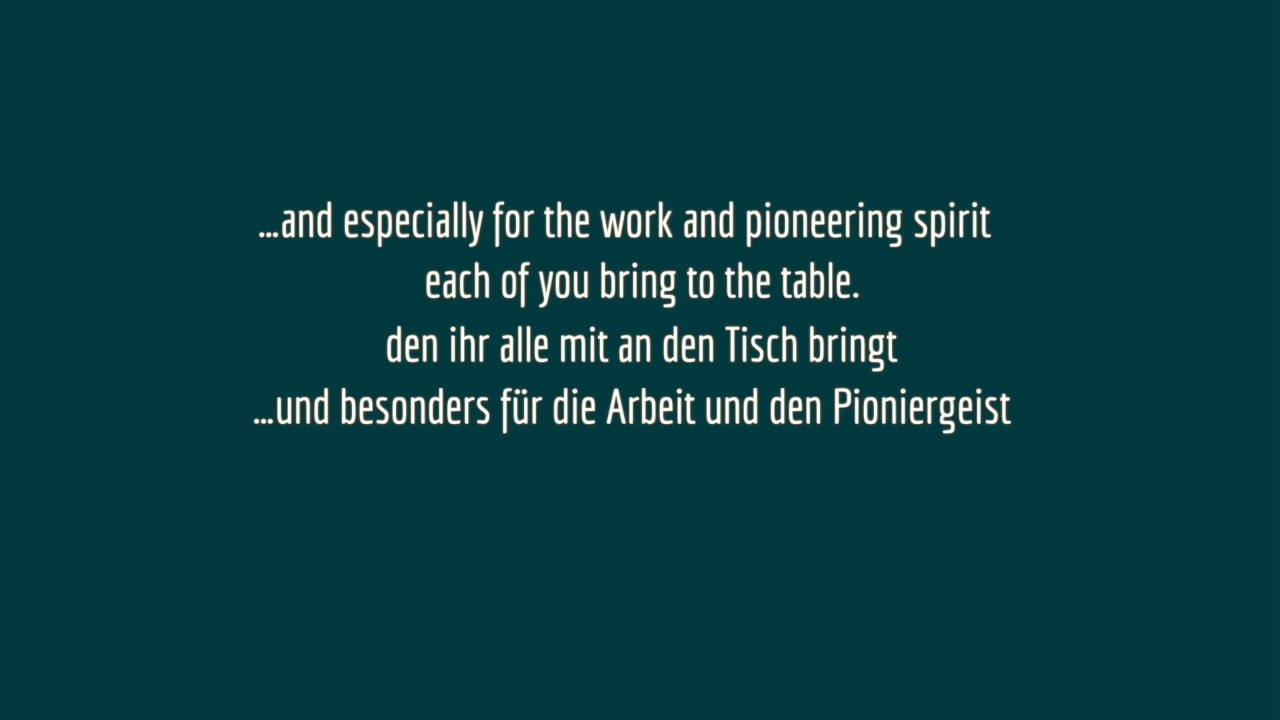 ...and especially for the work and pioneering spirit
each of you bring to the table.
den ihr alle mit an den Tisch bringt
...und besonders für die Arbeit und den Pioniergeist